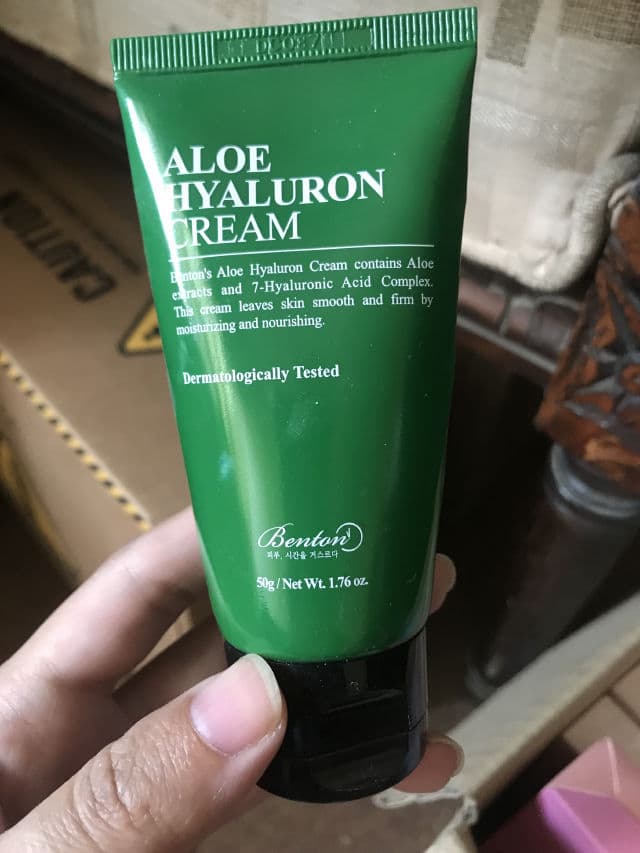 ALOE
HYALURON
CREAM
Benton's Aloe Hyaluron Cream contains Aloe
extracts and 7-Hyaluronic Acid Complex.
This cream leaves skin smooth and firm by
moisturizing and nourishing.
Dermatologically Tested
Benton
피부, 시간을 거스르다
50g / Net Wt. 1.76 oz.
CAUTION